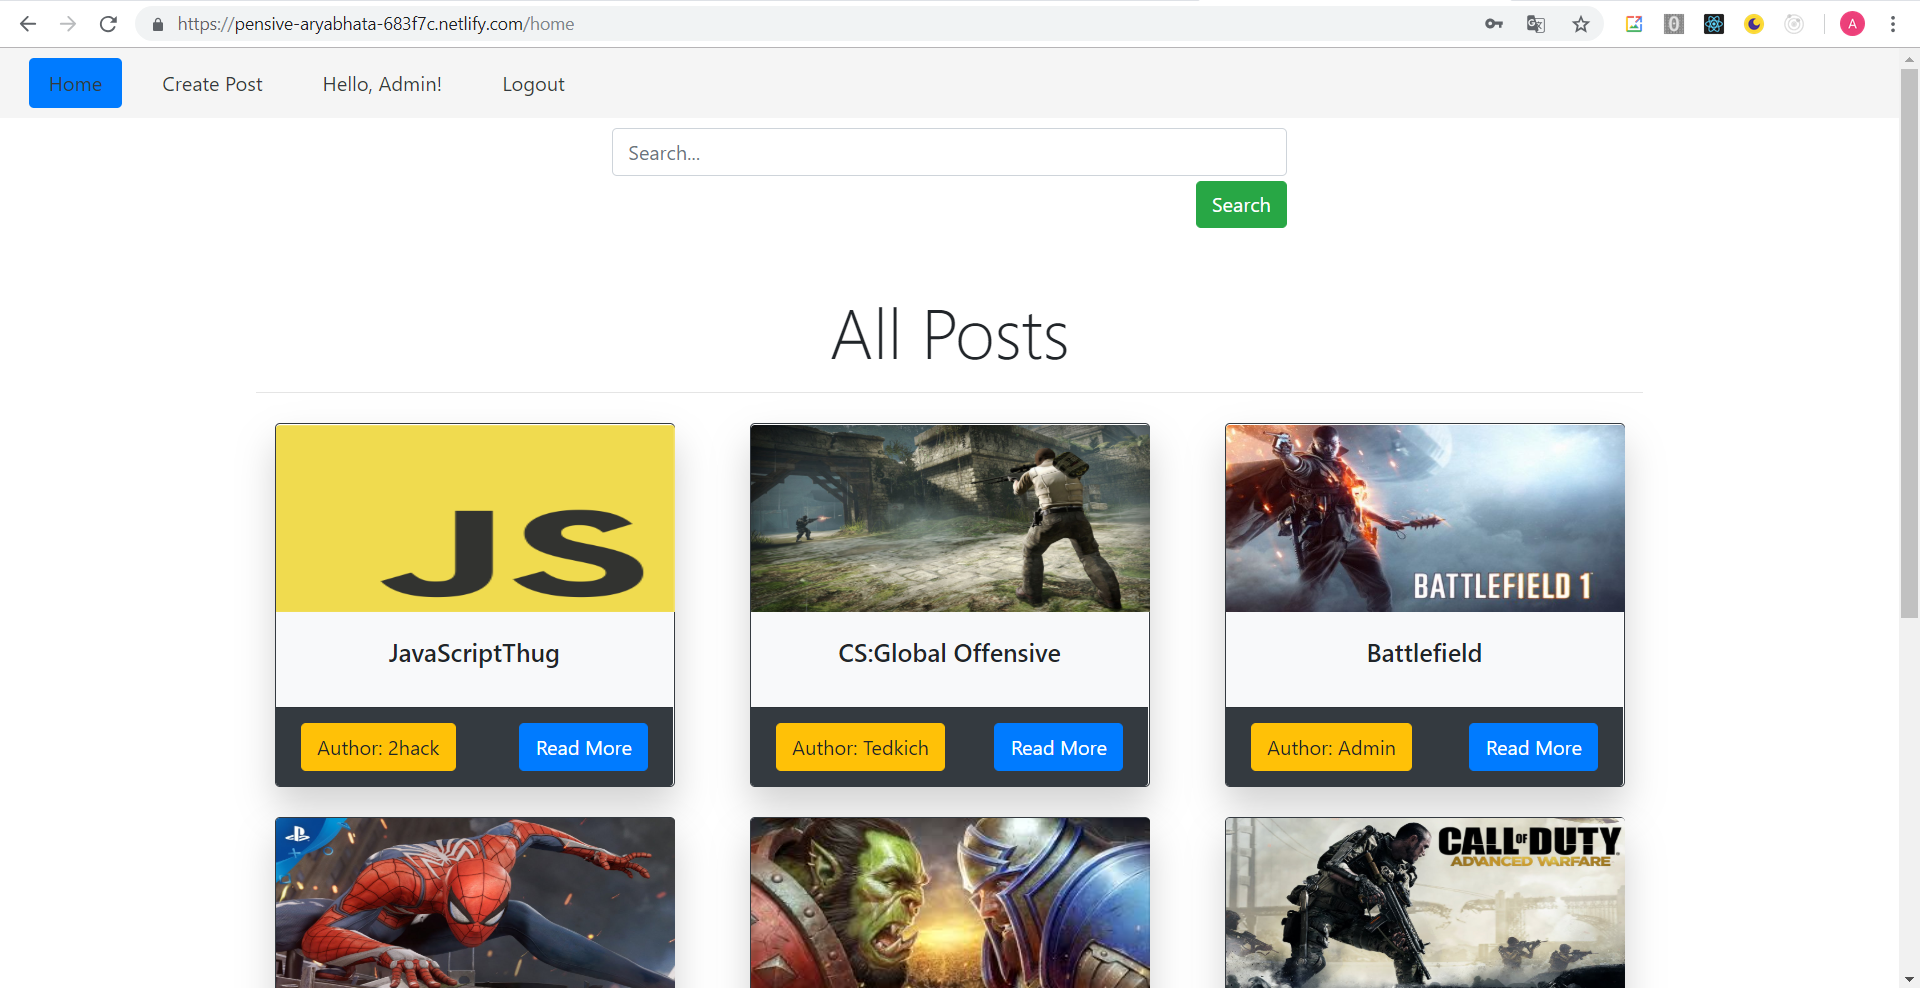 https://pensive-aryabhata-683f7c.netlify.com/home
A
Home Create Post Hello, Admin! Logout
Search...
Search
All Posts
JS
BATTLEFIELD 1
JavaScriptThug
CS:Global Offensive
Battlefield
Author: 2hack Read More
Author: Tedkich Read More
Author: Admin Read More
CALL OF DUTY
ADVANCED WARFARE